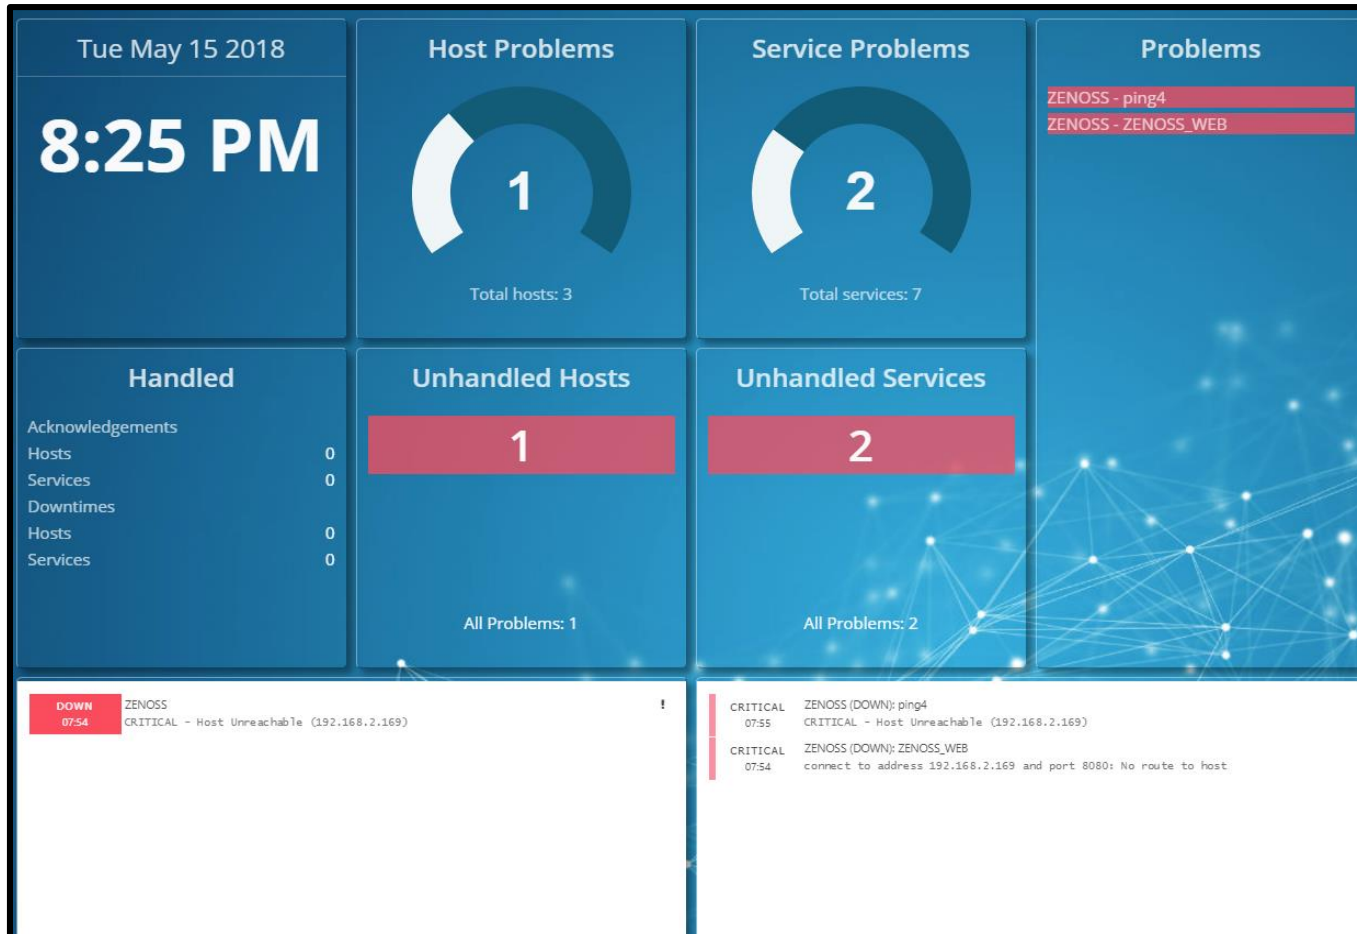 Tue May 15 2018
8:25 PM
Host Problems
1
Total hosts: 3
Service Problems
2
Total services: 7
Problems
ZENOSS - ping4
ZENOSS - ZENOSS_WEB
Handled
Acknowledgements
Hosts 0
Services 0
Downtimes
Hosts 0
Services 0
Unhandled Hosts
1
All Problems: 1
Unhandled Services
2
All Problems: 2
DOWN ZENOSS !
07:54 CRITICAL - Host Unreachable (192.168.2.169)
CRITICAL ZENOSS (DOWN): ping4
07:55 CRITICAL - Host Unreachable (192.168.2.169)
CRITICAL ZENOSS (DOWN): ZENOSS_WEB
07:54 connect to address 192.168.2.169 and port 8080: No route to host